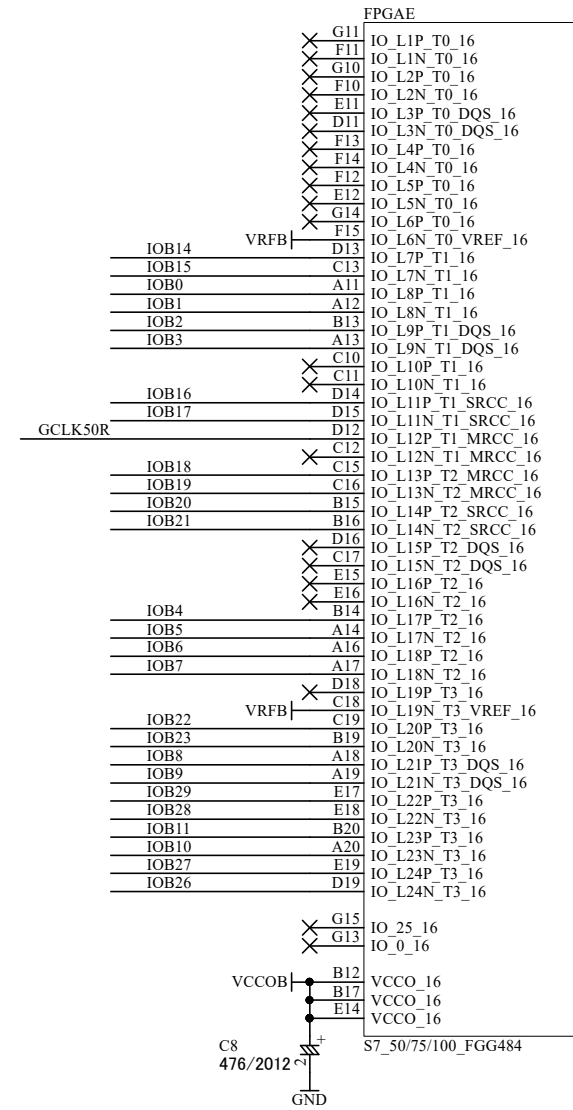 FPGAE
G11 IO_L1P_T0_16
F11 IO_L1N_T0_16
G10 IO_L2P_T0_16
F10 IO_L2N_T0_16
E11 IO_L3P_T0_DQS_16
D11 IO_L3N_T0_DQS_16
F13 IO_L4P_T0_16
F14 IO_L4N_T0_16
F12 IO_L5P_T0_16
E12 IO_L5N_T0_16
G14 IO_L6P_T0_16
VRFB F15 IO_L6N_T0_VREF_16
IOB14 D13 IO_L7P_T1_16
IOB15 C13 IO_L7N_T1_16
IOB0 A11 IO_L8P_T1_16
IOB1 A12 IO_L8N_T1_16
IOB2 B13 IO_L9P_T1_DQS_16
IOB3 A13 IO_L9N_T1_DQS_16
C10 IO_L10P_T1_16
C11 IO_L10N_T1_16
IOB16 D14 IO_L11P_T1_SRCC_16
IOB17 D15 IO_L11N_T1_SRCC_16
GCLK50R D12 IO_L12P_T1_MRCC_16
C12 IO_L12N_T1_MRCC_16
IOB18 C15 IO_L13P_T2_MRCC_16
IOB19 C16 IO_L13N_T2_MRCC_16
IOB20 B15 IO_L14P_T2_SRCC_16
IOB21 B16 IO_L14N_T2_SRCC_16
D16 IO_L15P_T2_DQS_16
C17 IO_L15N_T2_DQS_16
E15 IO_L16P_T2_16
E16 IO_L16N_T2_16
IOB4 B14 IO_L17P_T2_16
IOB5 A14 IO_L17N_T2_16
IOB6 A16 IO_L18P_T2_16
IOB7 A17 IO_L18N_T2_16
D18 IO_L19P_T3_16
VRFB C18 IO_L19N_T3_VREF_16
IOB22 C19 IO_L20P_T3_16
IOB23 B19 IO_L20N_T3_16
IOB8 A18 IO_L21P_T3_DQS_16
IOB9 A19 IO_L21N_T3_DQS_16
IOB29 E17 IO_L22P_T3_16
IOB28 E18 IO_L22N_T3_16
IOB11 B20 IO_L23P_T3_16
IOB10 A20 IO_L23N_T3_16
IOB27 E19 IO_L24P_T3_16
IOB26 D19 IO_L24N_T3_16
G15 IO_25_16
G13 IO_0_16
VCCOB B12 VCCO_16
B17 VCCO_16
E14 VCCO_16
C8 + S7_50/75/100_FGG484
476/2012 2
GND